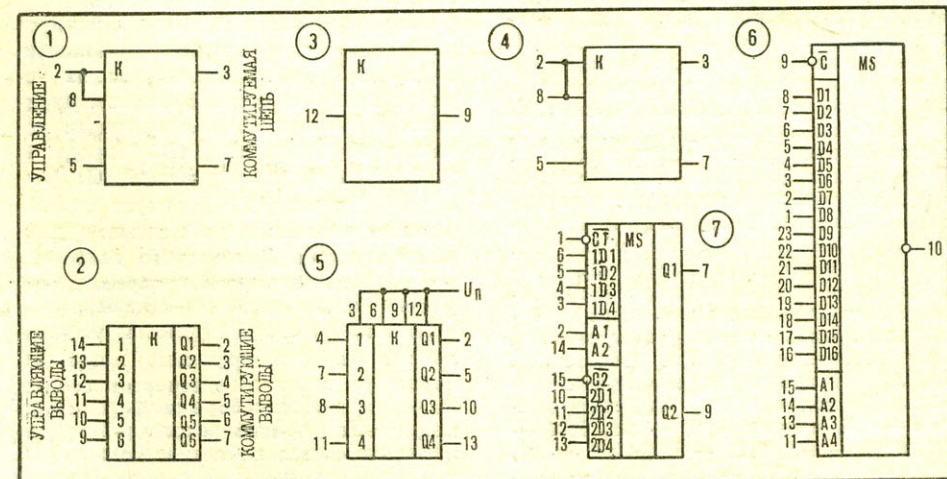 1
2 К 3
8
5 7
УПРАВЛЕНИЕ
КОММУТИРУЕМАЯ ЦЕПЬ
3
К
12 9
4
2 К 3
8
5 7
6
9 C MS
8 D1
7 D2
6 D3
5 D4
4 D5
3 D6
2 D7
1 D8
23 D9
22 D10
21 D11
20 D12
19 D13
18 D14
17 D15
16 D16
15 A1
14 A2
13 A3
11 A4
10
2
УПРАВЛЯЮЩИЕ ВЫВОДЫ
К
14 1 Q1 2
13 2 Q2 3
12 3 Q3 4
11 4 Q4 5
10 5 Q5 6
9 6 Q6 7
КОММУТИРУЮЩИЕ ВЫВОДЫ
5
Uп
3 6 9 12
К
4 1 Q1 2
7 2 Q2 5
8 3 Q3 10
11 4 Q4 13
7
1 C1 MS
6 1D1
5 1D2 Q1 7
4 1D3
3 1D4
2 A1
14 A2
15 C2
10 2D1
11 2D2 Q2 9
12 2D3
13 2D4